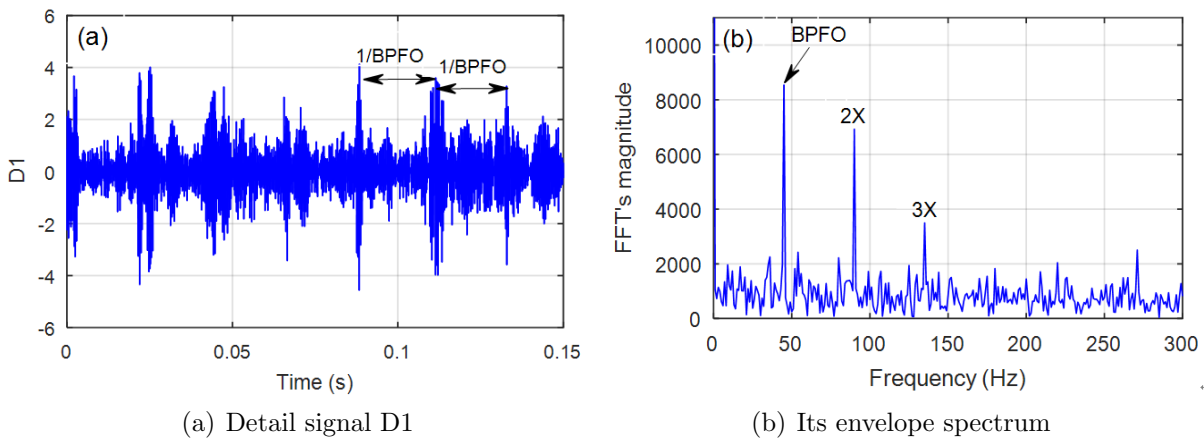 (a)
1/BPFO
1/BPFO
6
4
2
0
-2
-4
-6
D1
0
0.05
0.1
0.15
Time (s)
(a) Detail signal D1
(b)
BPFO
2X
3X
10000
8000
6000
4000
2000
0
FFT's magnitude
0
50
100
150
200
250
300
Frequency (Hz)
(b) Its envelope spectrum